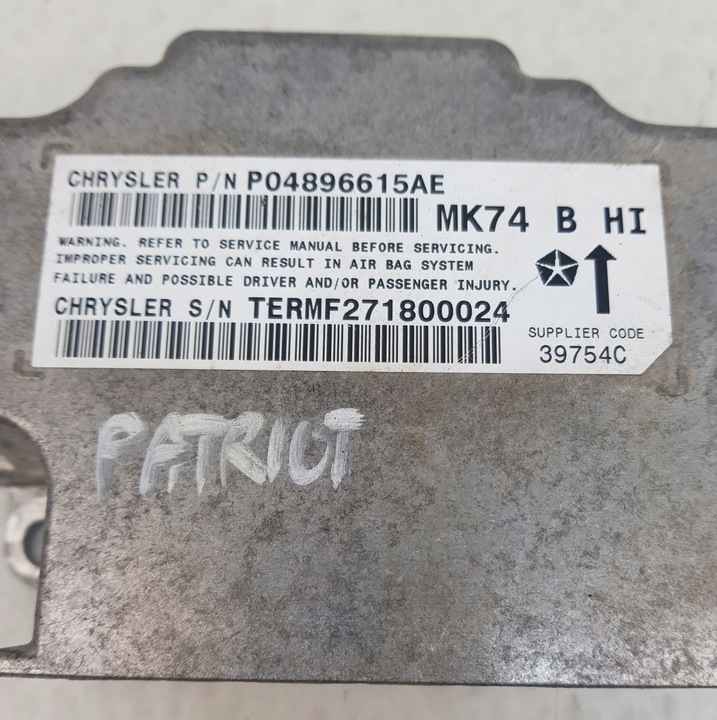 CHRYSLER P/N P04896615AE
MK74 B HI
WARNING. REFER TO SERVICE MANUAL BEFORE SERVICING.
IMPROPER SERVICING CAN RESULT IN AIR BAG SYSTEM
FAILURE AND POSSIBLE DRIVER AND/OR PASSENGER INJURY.
CHRYSLER S/N TERMF271800024
SUPPLIER CODE
39754C
PATRIOT